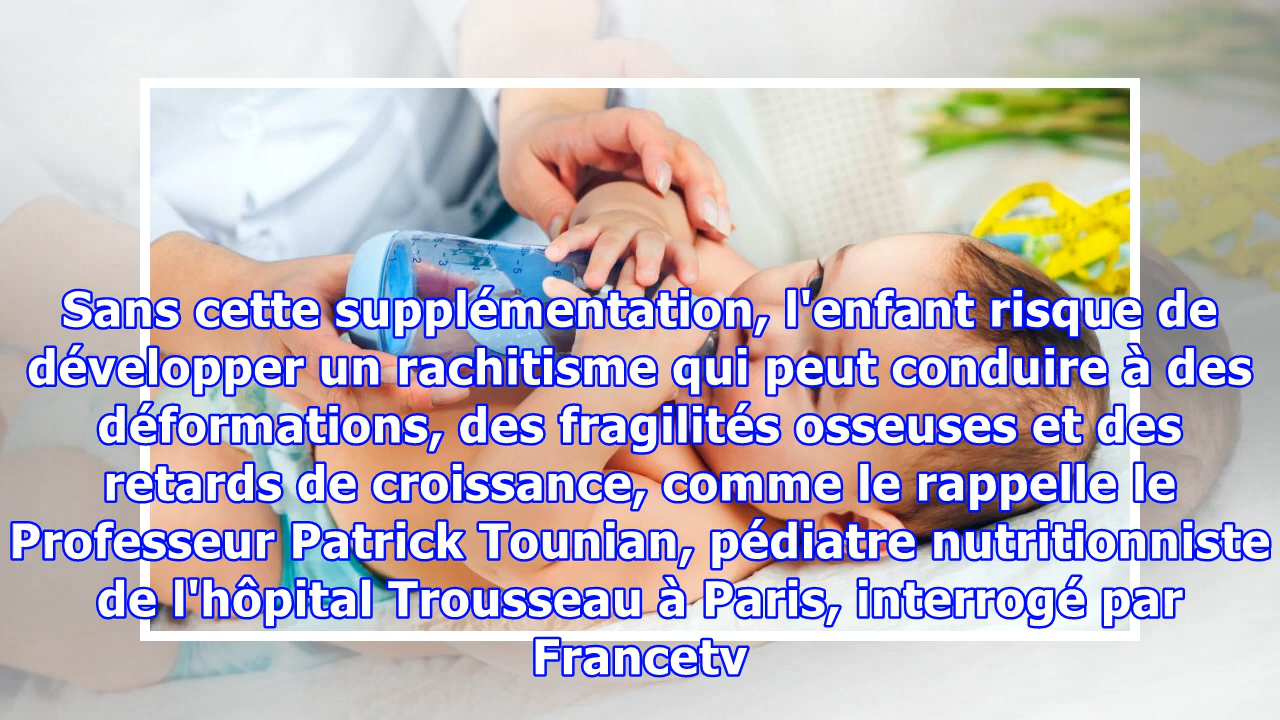 Sans cette supplémentation, l'enfant risque de
développer un rachitisme qui peut conduire à des
déformations, des fragilités osseuses et des
retards de croissance, comme le rappelle le
Professeur Patrick Tounian, pédiatre nutritionniste
de l'hôpital Trousseau à Paris, interrogé par
Francetv